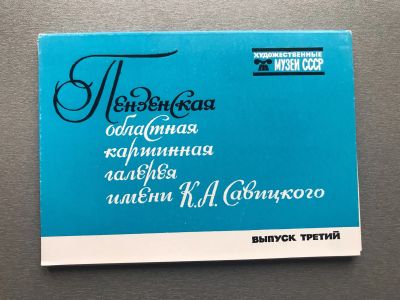 ХУДОЖЕСТВЕННЫЕ
МУЗЕИ СССР
Пензенская
областная
картинная
галерея
имени К.А. Савицкого
ВЫПУСК ТРЕТИЙ